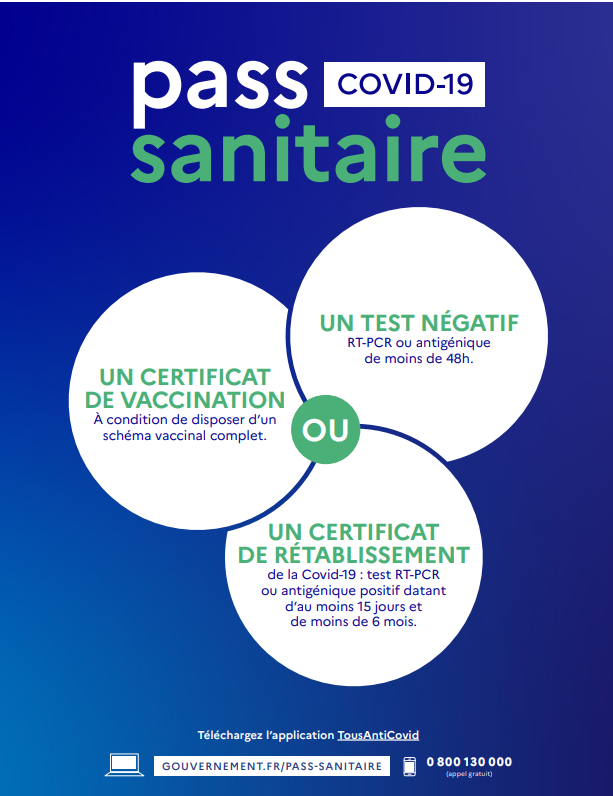 pass COVID-19
sanitaire
UN TEST NÉGATIF
RT-PCR ou antigénique
de moins de 48h.
UN CERTIFICAT
DE VACCINATION
À condition de disposer d'un
schéma vaccinal complet.
OU
UN CERTIFICAT
DE RÉTABLISSEMENT
de la Covid-19 : test RT-PCR
ou antigénique positif datant
d'au moins 15 jours et
de moins de 6 mois.
Téléchargez l'application TousAntiCovid
GOUVERNEMENT.FR/PASS-SANITAIRE
0 800 130 000
(appel gratuit)